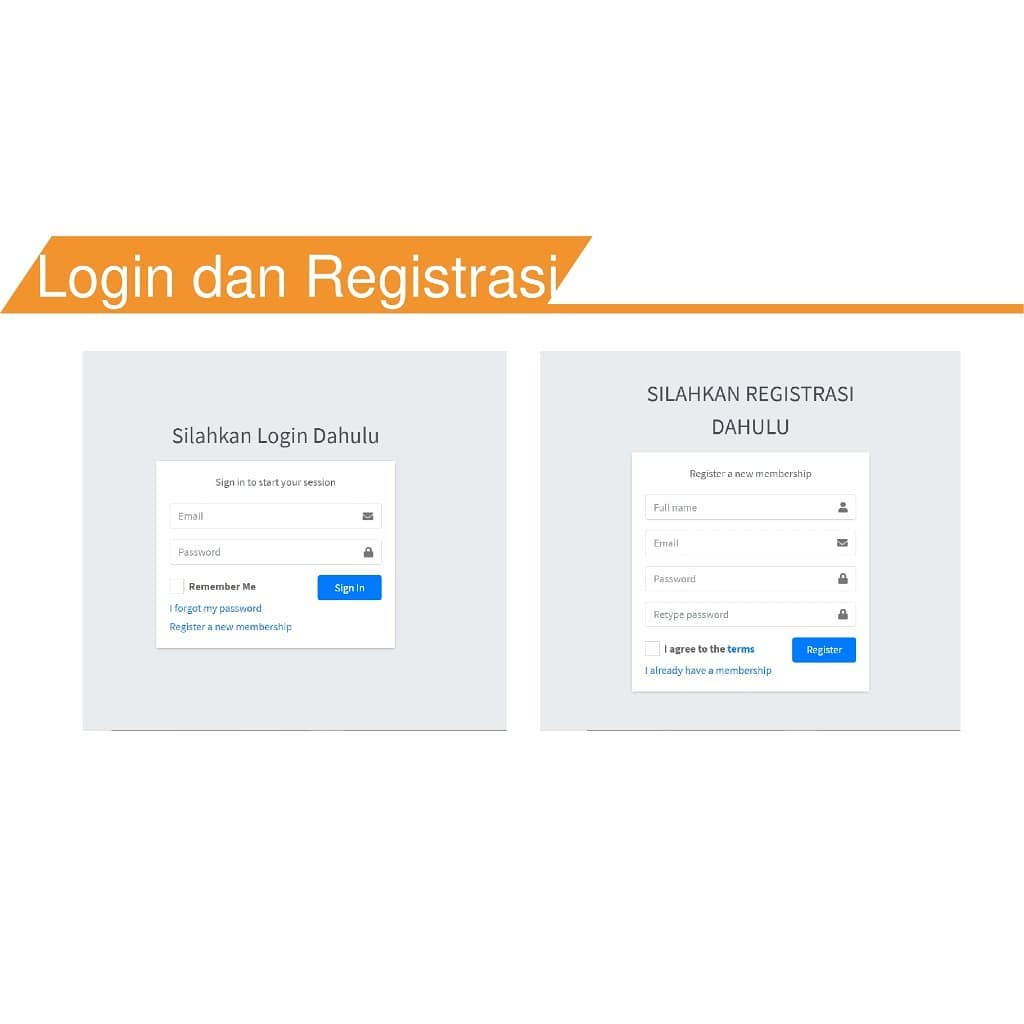 Login dan Registrasi
Silahkan Login Dahulu
Sign in to start your session
Email
Password
Remember Me
Sign In
I forgot my password
Register a new membership
SILAHKAN REGISTRASI
DAHULU
Register a new membership
Full name
Email
Password
Retype password
I agree to the terms
Register
I already have a membership